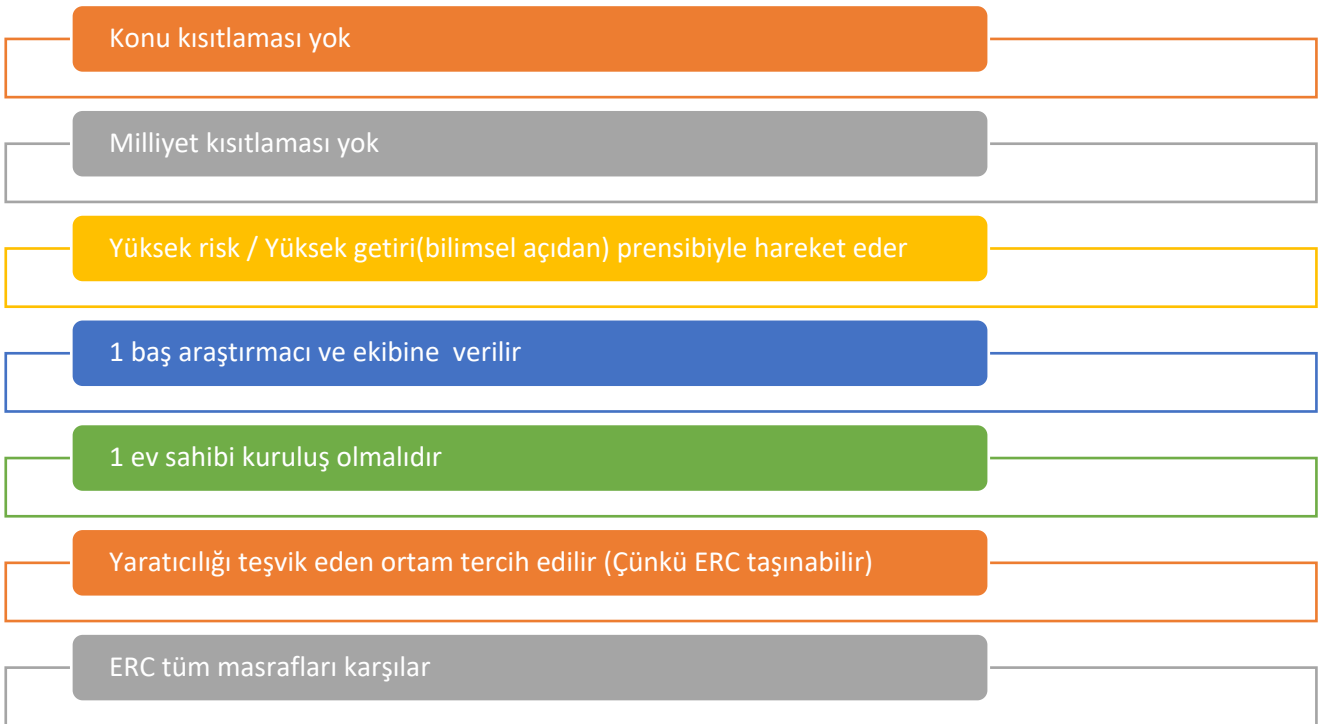 Konu kısıtlaması yok
Milliyet kısıtlaması yok
Yüksek risk / Yüksek getiri(bilimsel açıdan) prensibiyle hareket eder
1 baş araştırmacı ve ekibine  verilir
1 ev sahibi kuruluş olmalıdır
Yaratıcılığı teşvik eden ortam tercih edilir (Çünkü ERC taşınabilir)
ERC tüm masrafları karşılar